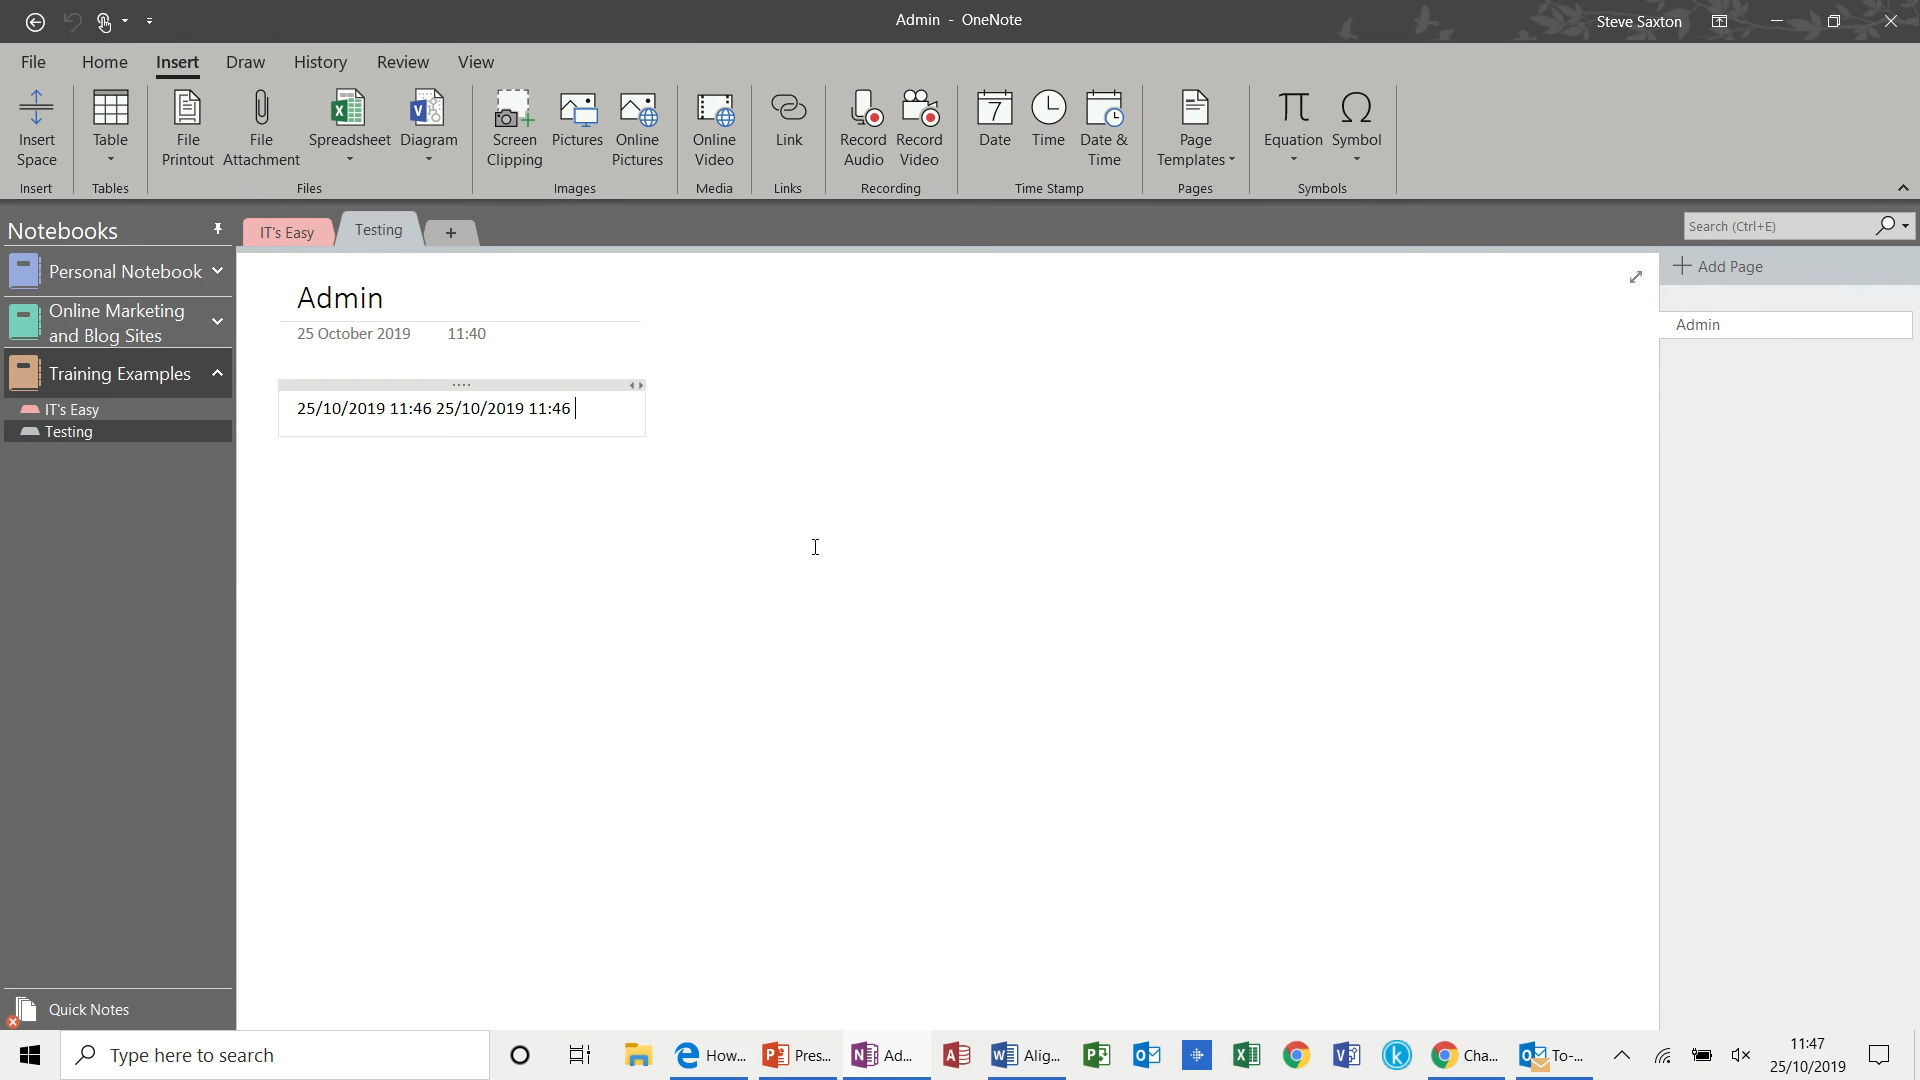 Admin - OneNote
Steve Saxton
File Home Insert Draw History Review View
Insert Space
Table
File Printout
File Attachment
Spreadsheet
Diagram
Screen Clipping
Pictures
Online Pictures
Online Video
Link
Record Audio
Record Video
7
Date
Time
Date & Time
Page Templates
Equation
Symbol
Insert Tables Files Images Media Links Recording Time Stamp Pages Symbols
Notebooks
IT's Easy
Testing
+
Search (Ctrl+E)
Personal Notebook
Online Marketing
and Blog Sites
Training Examples
IT's Easy
Testing
Admin
25 October 2019 11:40
25/10/2019 11:46 25/10/2019 11:46
Add Page
Admin
Quick Notes
Type here to search
How...
Pres...
Ad...
Alig...
Cha...
To-...
11:47
25/10/2019